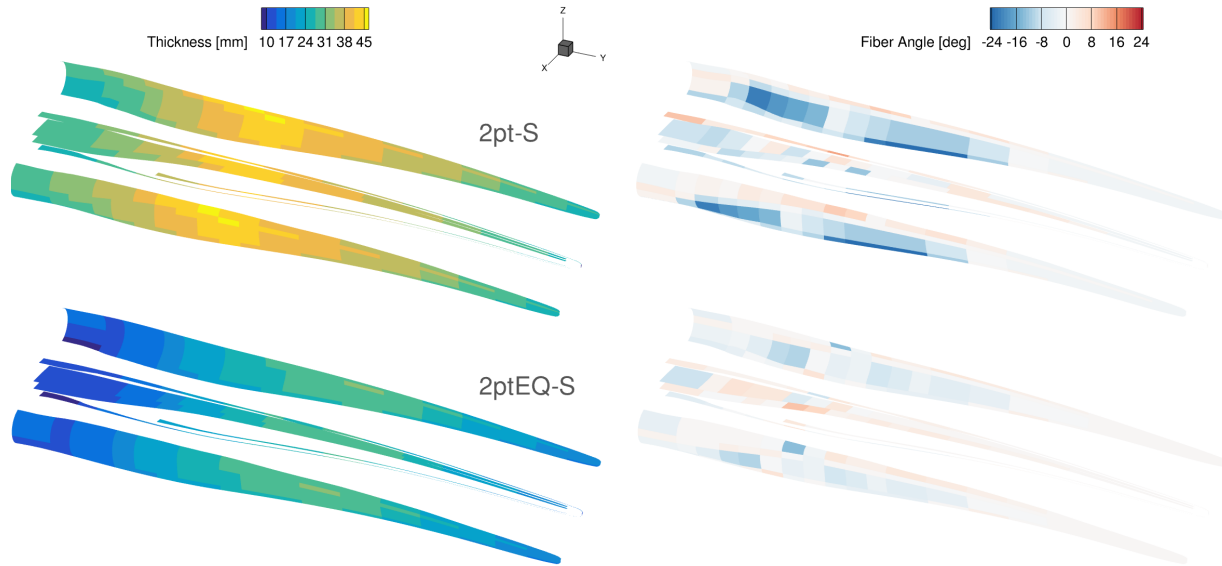 Thickness [mm]
10 17 24 31 38 45
Z
Y
X
Fiber Angle [deg]
-24 -16 -8 0 8 16 24
2pt-S
2ptEQ-S